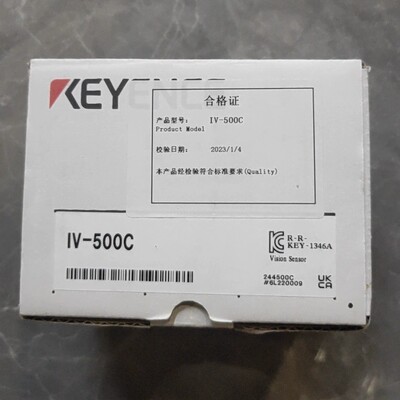 KEYENCE
合格证
产品型号: IV-500C
Product Model
校验日期: 2023/1/4
本产品经检验符合标准要求(Quality)
IV-500C
R-R-
KEY-1346A
Vision Sensor
244500C
#6L220009
UK
CA